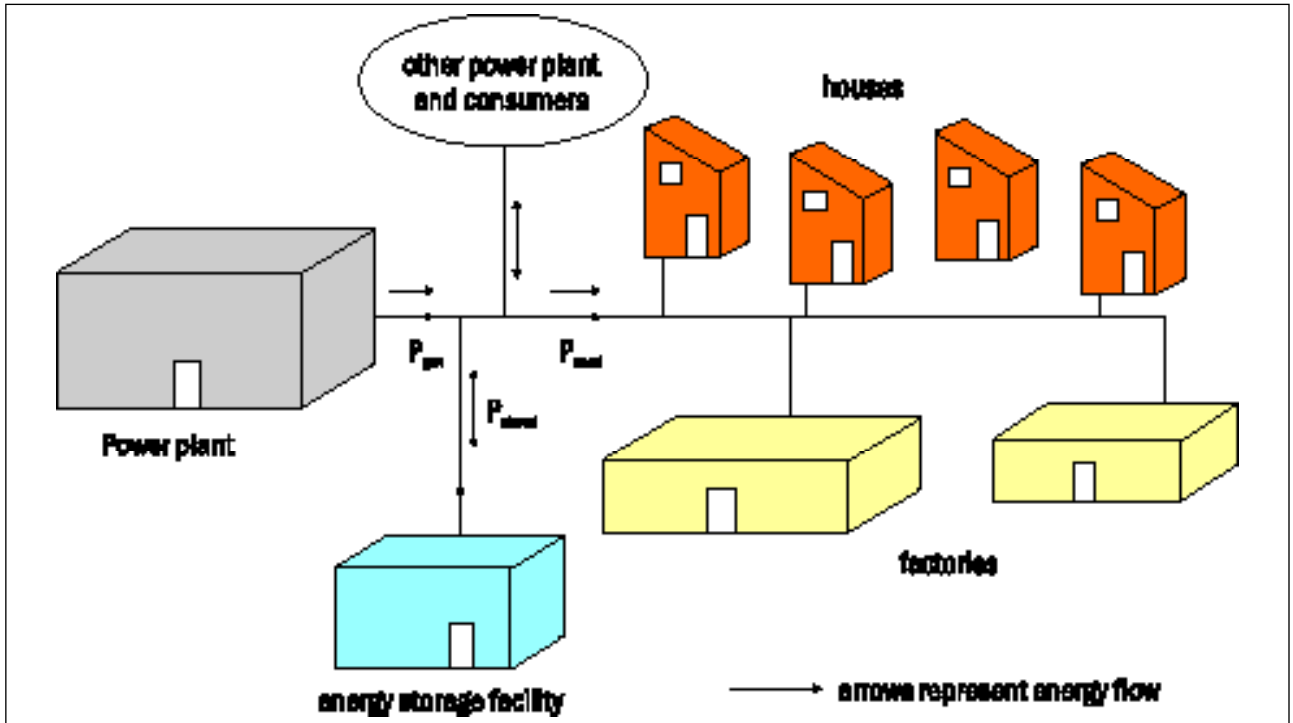 other power plant
and consumers
houses
P
P
P
Power plant
factories
energy storage facility
arrows represent energy flow